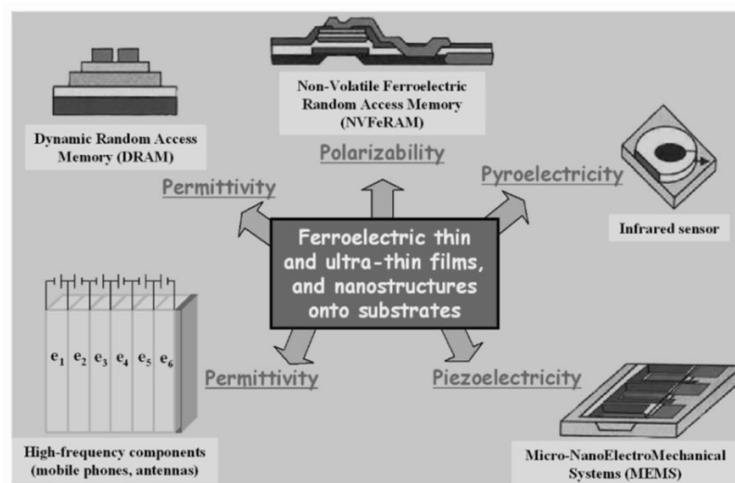 Non-Volatile Ferroelectric
Random Access Memory
(NVFeRAM)
Dynamic Random Access
Memory (DRAM)
Polarizability
Permittivity
Pyroelectricity
Infrared sensor
Ferroelectric thin
and ultra-thin films,
and nanostructures
onto substrates
e1 e2 e3 e4 e5 e6
Permittivity
Piezoelectricity
High-frequency components
(mobile phones, antennas)
Micro-NanoElectroMechanical
Systems (MEMS)